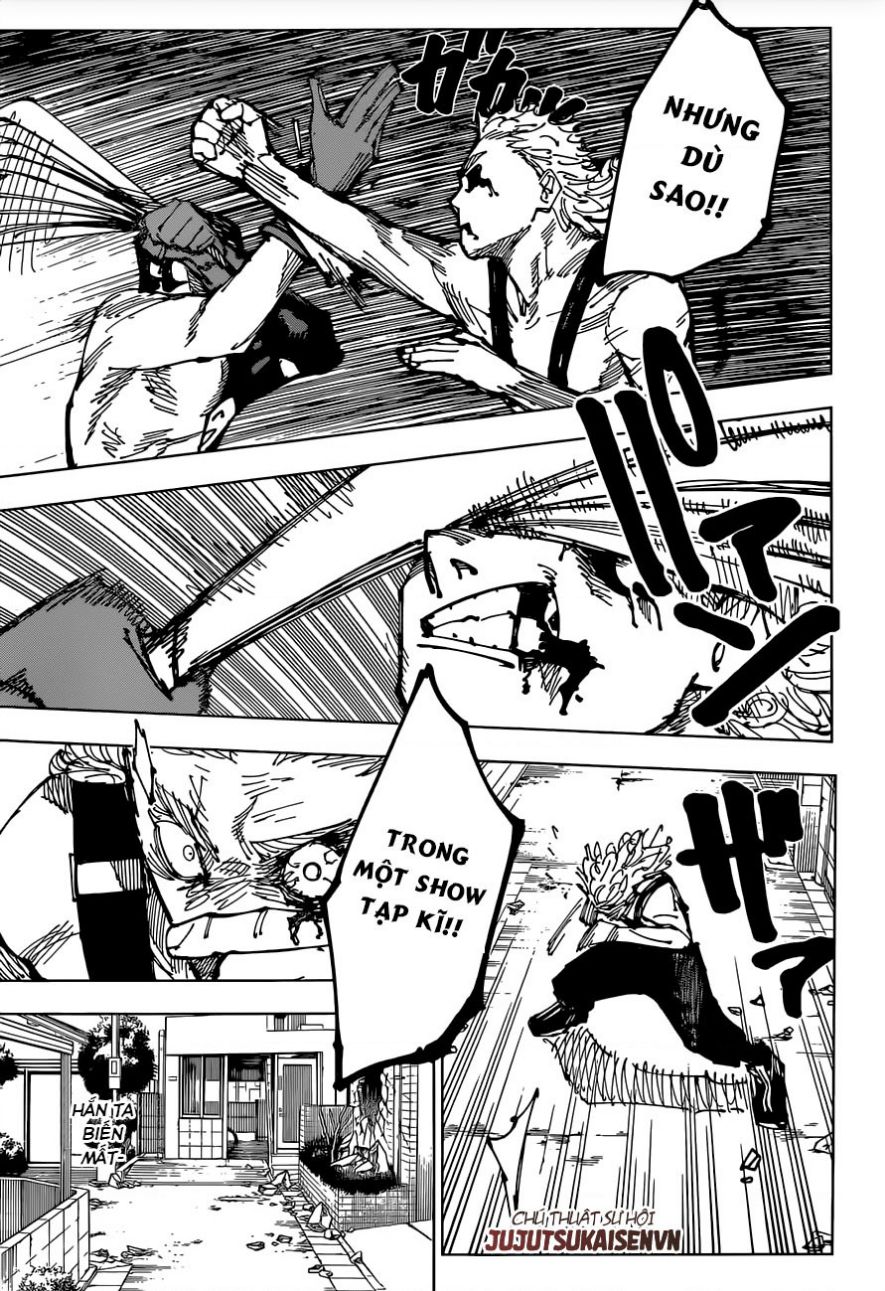 NHƯNG
DÙ
SAO!!
TRONG
MỘT SHOW
TẠP KĨ!!
HẮN TA
BIẾN
MẤT-
CHÚ THUẬT SƯ HỘI
JUJUTSUKAISENVN